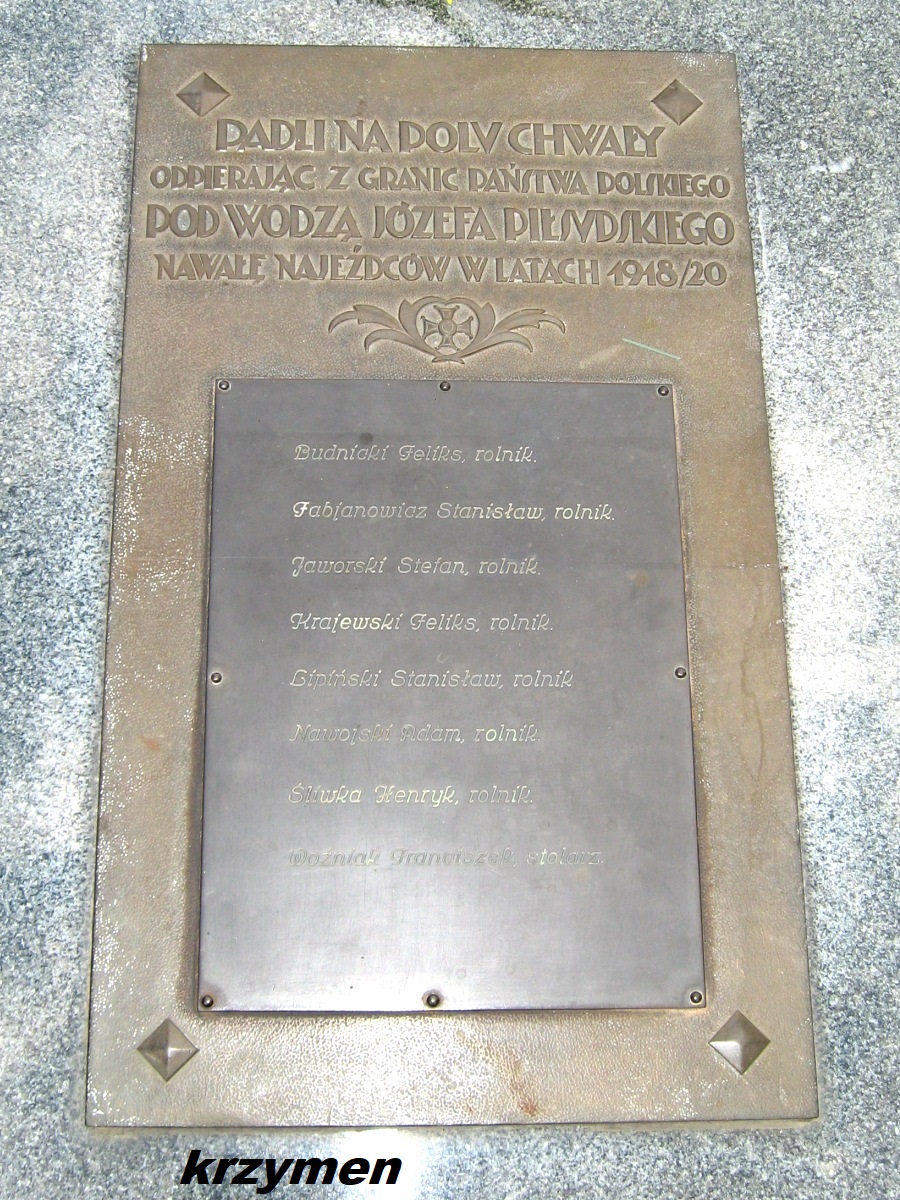 PADLI NA POLU CHWAŁY
ODPIERAJĄC Z GRANIC PAŃSTWA POLSKIEGO
POD WODZĄ JÓZEFA PIŁSUDSKIEGO
NAWAŁĘ NAJEŹDCÓW W LATACH 1918/20
Budnicki Feliks, rolnik.
Fabjanowicz Stanisław, rolnik.
Jaworski Stefan, rolnik.
Krajewski Feliks, rolnik.
Lipiński Stanisław, rolnik
Nawojski Adam, rolnik.
Śliwka Henryk, rolnik.
Woźniak Franciszek, stolarz.
krzymen